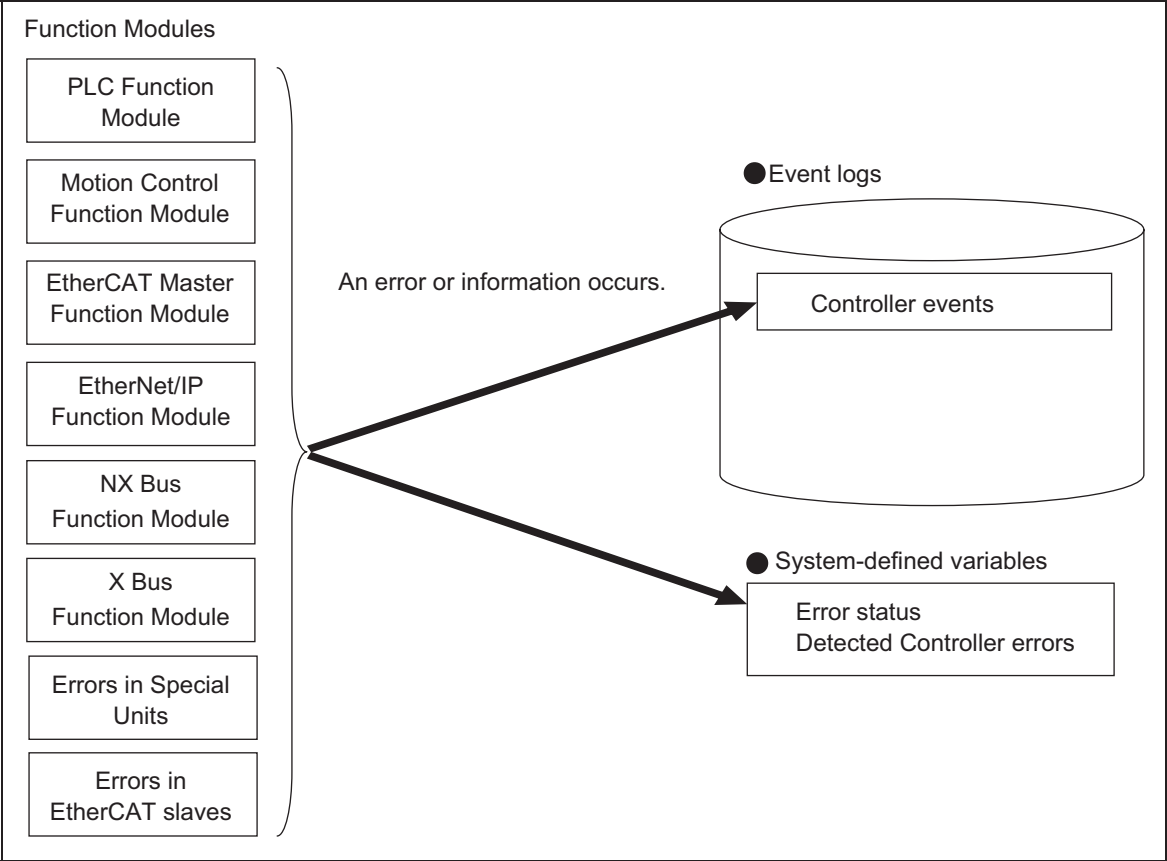 Function Modules
PLC Function
Module
Motion Control
Function Module
EtherCAT Master
Function Module
EtherNet/IP
Function Module
NX Bus
Function Module
X Bus
Function Module
Errors in Special
Units
Errors in
EtherCAT slaves
An error or information occurs.
●Event logs
Controller events
● System-defined variables
Error status
Detected Controller errors